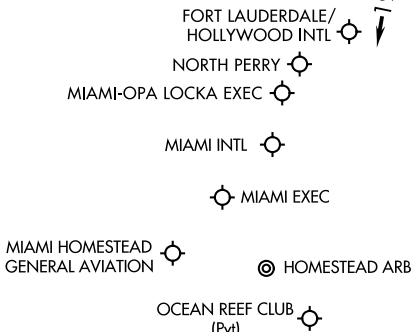 FORT LAUDERDALE/
HOLLYWOOD INTL
NORTH PERRY
MIAMI-OPA LOCKA EXEC
MIAMI INTL
MIAMI EXEC
MIAMI HOMESTEAD
GENERAL AVIATION
HOMESTEAD ARB
OCEAN REEF CLUB
(Pvt)